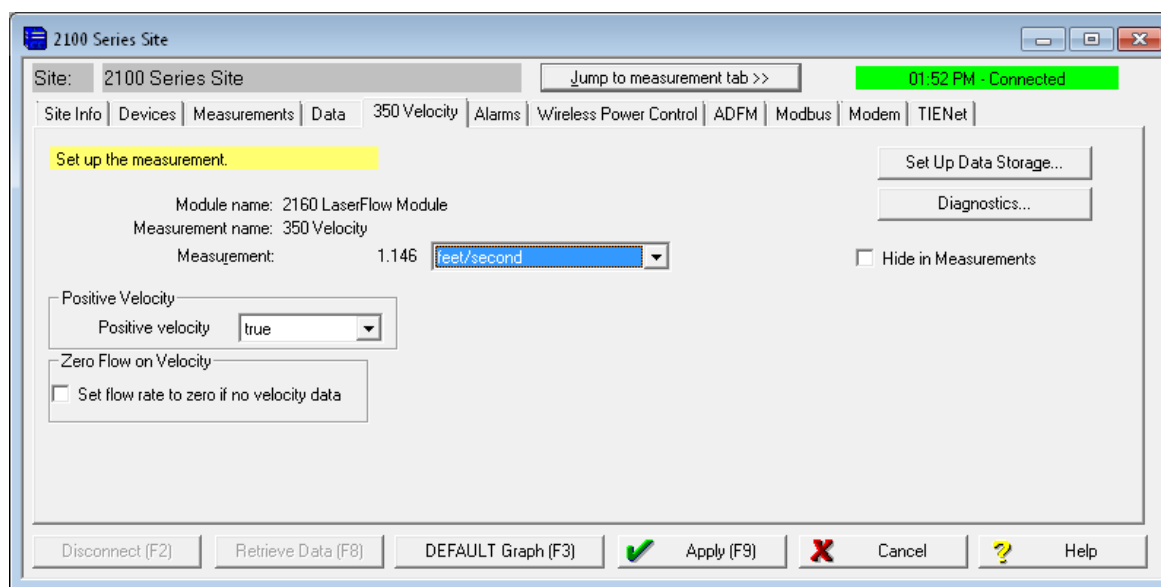 2100 Series Site
Site: 2100 Series Site Jump to measurement tab >> 01:52 PM - Connected
Site Info Devices Measurements Data 350 Velocity Alarms Wireless Power Control ADFM Modbus Modem TIENet
Set up the measurement. Set Up Data Storage...
Diagnostics...
Module name: 2160 LaserFlow Module
Measurement name: 350 Velocity
Measurement: 1.146 feet/second Hide in Measurements
Positive Velocity
Positive velocity true
Zero Flow on Velocity
Set flow rate to zero if no velocity data
Disconnect (F2) Retrieve Data (F8) DEFAULT Graph (F3) Apply (F9) Cancel Help